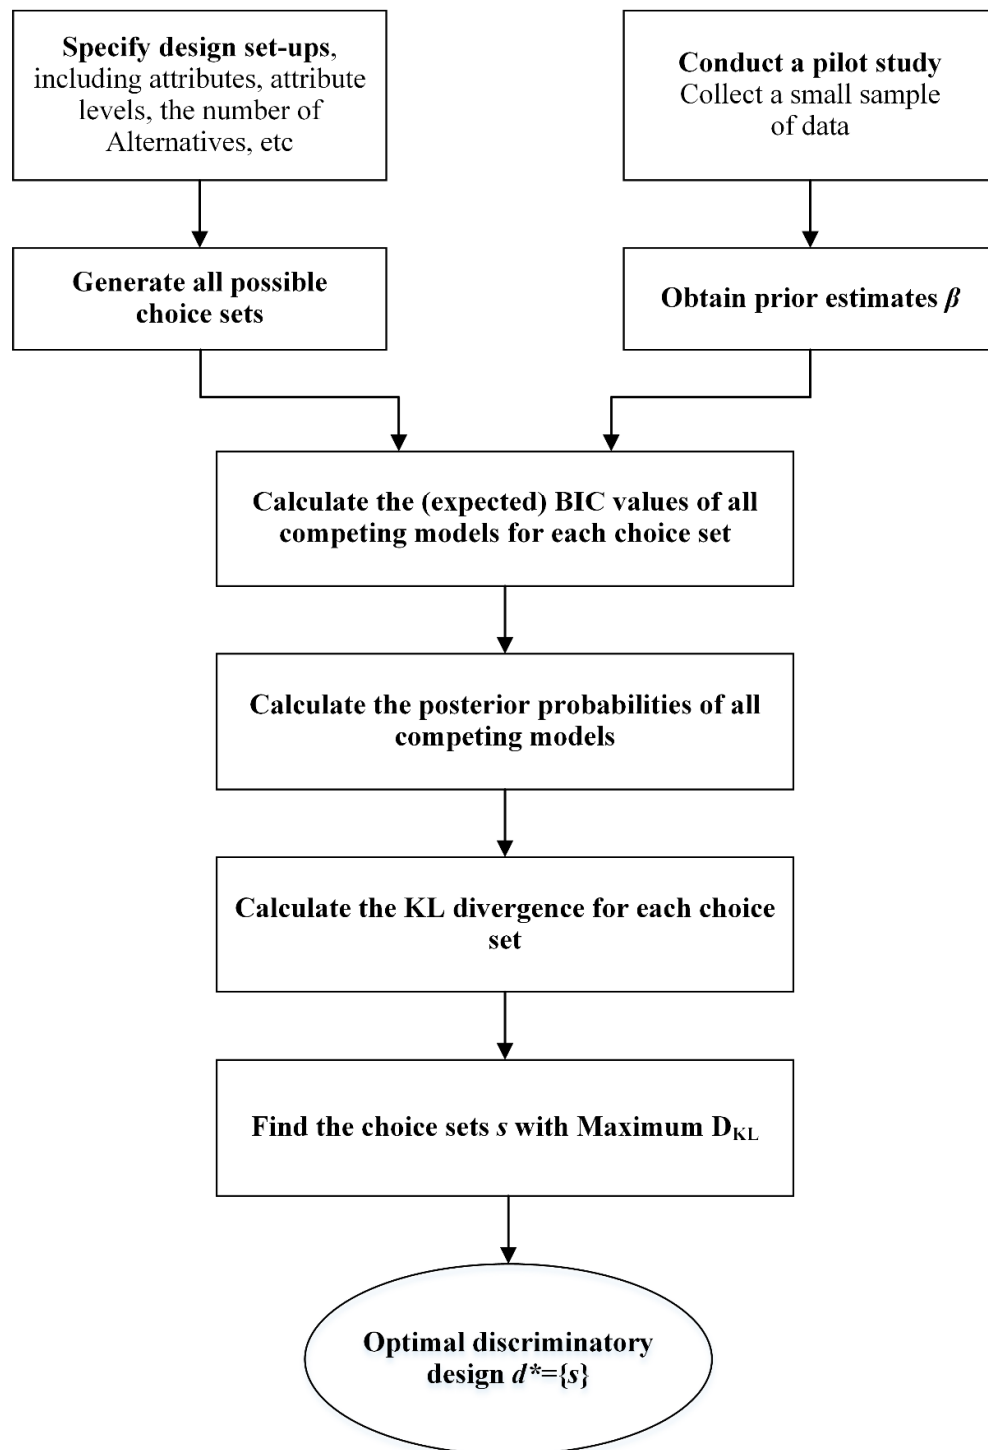 Specify design set-ups,
including attributes, attribute
levels, the number of
Alternatives, etc
Conduct a pilot study
Collect a small sample
of data
Generate all possible
choice sets
Obtain prior estimates β
Calculate the (expected) BIC values of all
competing models for each choice set
Calculate the posterior probabilities of all
competing models
Calculate the KL divergence for each choice
set
Find the choice sets s with Maximum DKL
Optimal discriminatory
design d*={s}